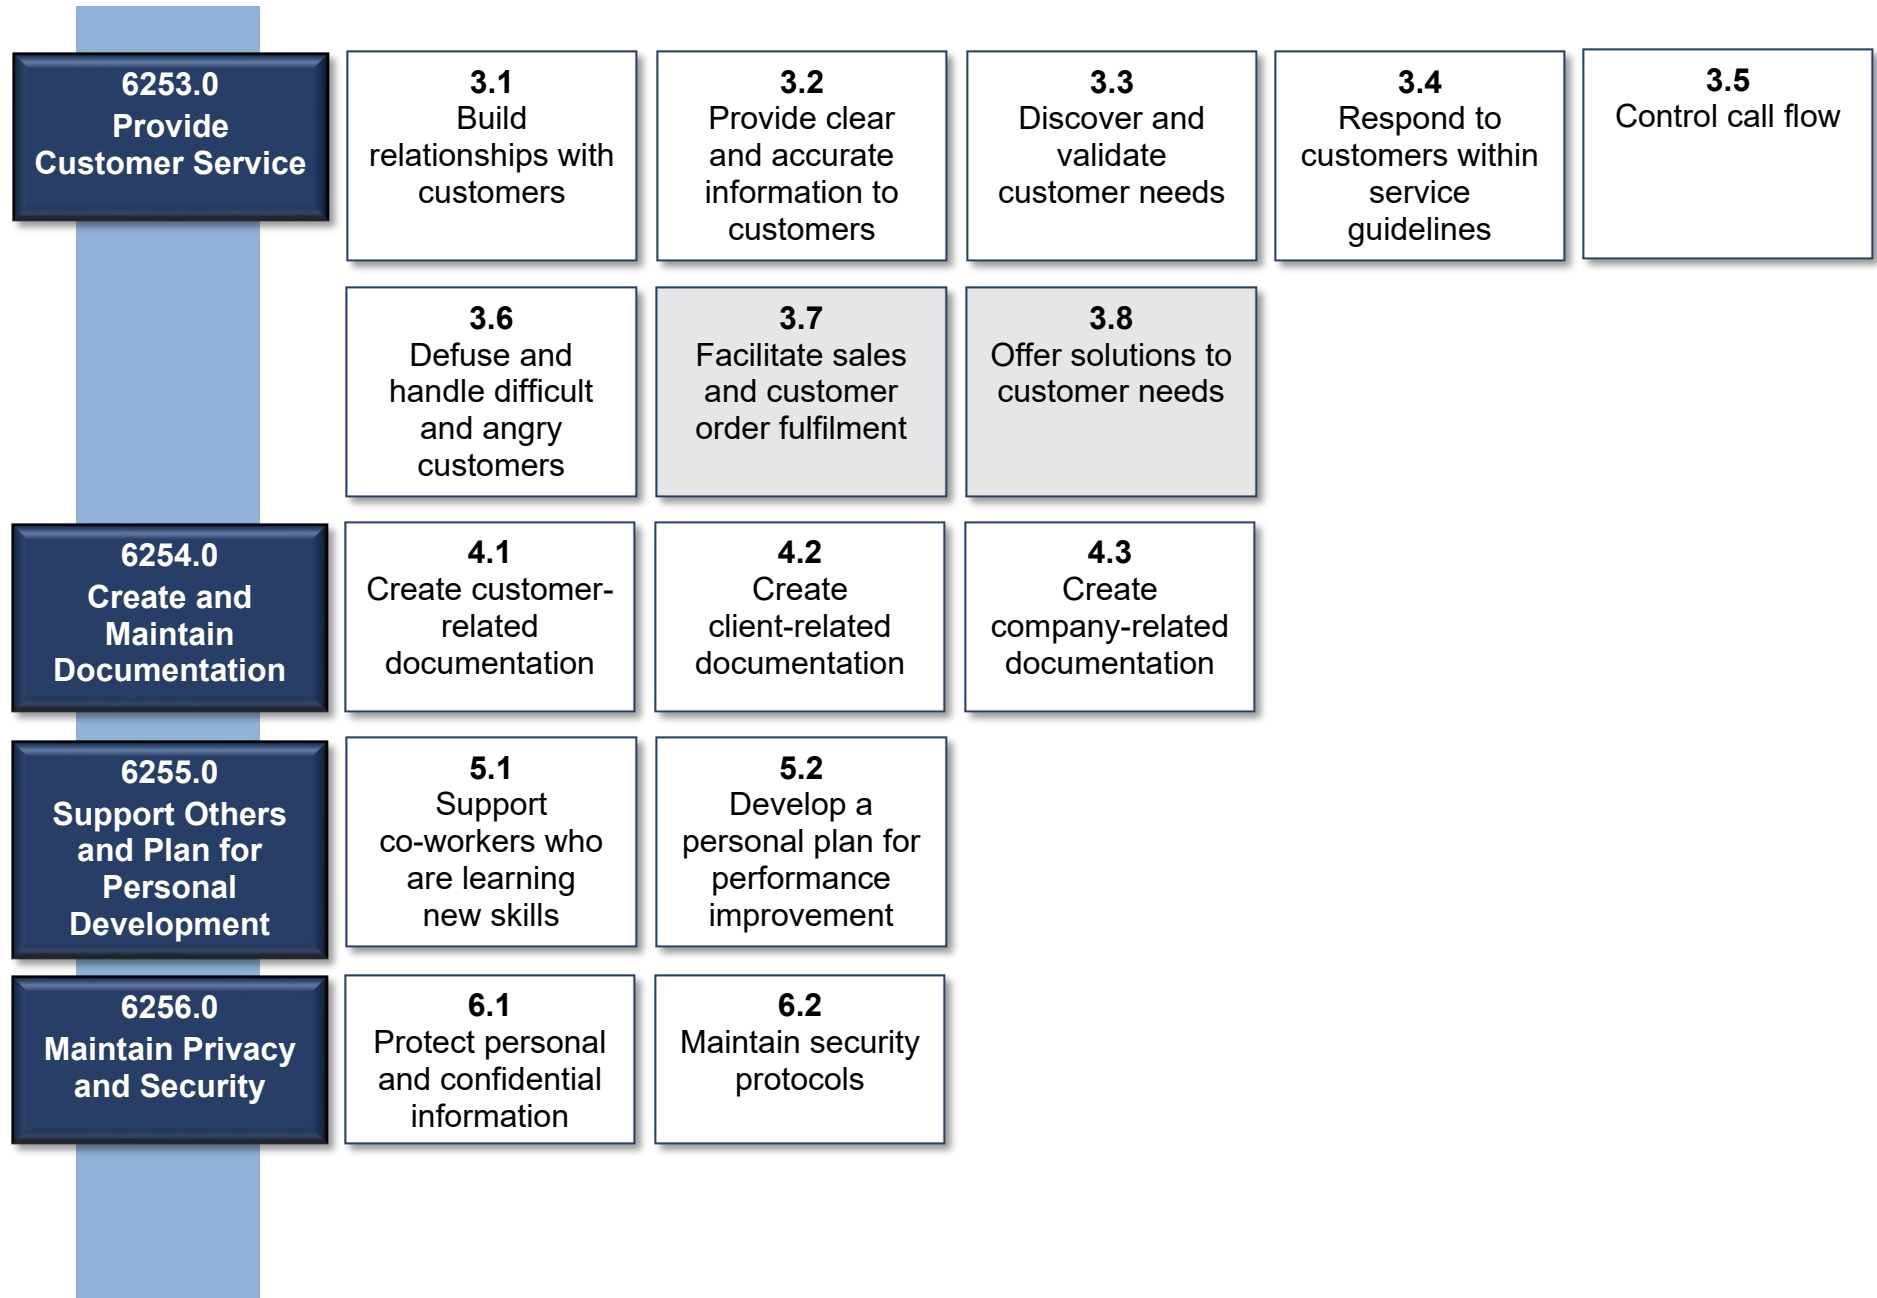 6253.0
Provide
Customer Service
3.1
Build
relationships with
customers
3.2
Provide clear
and accurate
information to
customers
3.3
Discover and
validate
customer needs
3.4
Respond to
customers within
service
guidelines
3.5
Control call flow
3.6
Defuse and
handle difficult
and angry
customers
3.7
Facilitate sales
and customer
order fulfilment
3.8
Offer solutions to
customer needs
6254.0
Create and
Maintain
Documentation
4.1
Create customer-
related
documentation
4.2
Create
client-related
documentation
4.3
Create
company-related
documentation
6255.0
Support Others
and Plan for
Personal
Development
5.1
Support
co-workers who
are learning
new skills
5.2
Develop a
personal plan for
performance
improvement
6256.0
Maintain Privacy
and Security
6.1
Protect personal
and confidential
information
6.2
Maintain security
protocols